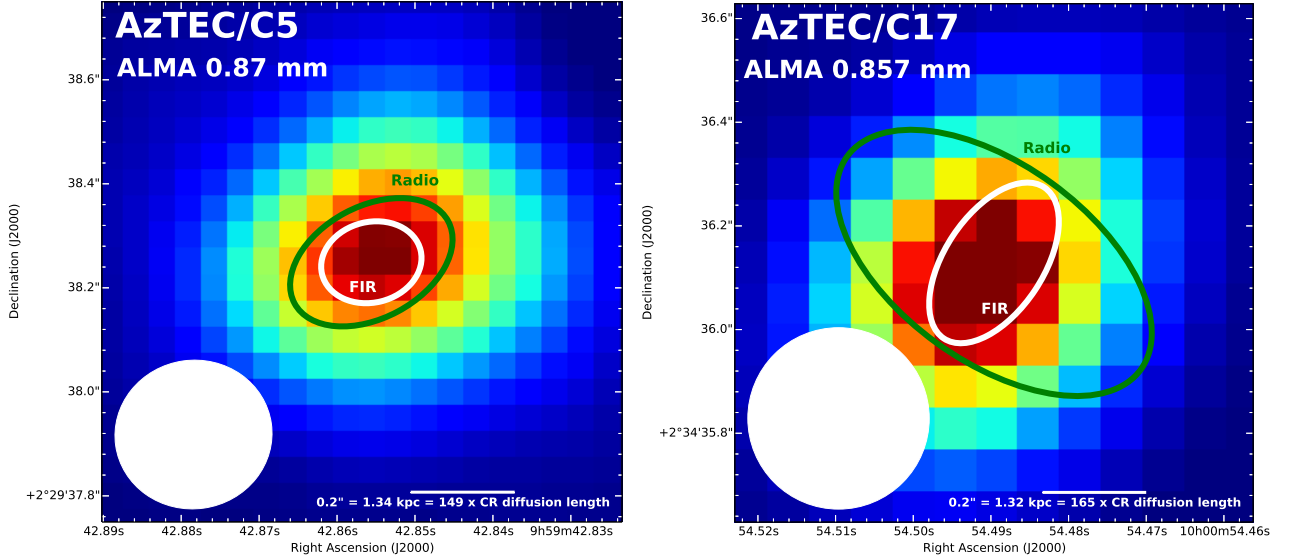 AzTEC/C5
ALMA 0.87 mm
Radio
FIR
0.2" = 1.34 kpc = 149 x CR diffusion length
38.6"
38.4"
38.2"
38.0"
+2°29'37.8"
Declination (J2000)
42.89s 42.88s 42.87s 42.86s 42.85s 42.84s 9h59m42.83s
Right Ascension (J2000)
AzTEC/C17
ALMA 0.857 mm
Radio
FIR
0.2" = 1.32 kpc = 165 x CR diffusion length
36.6"
36.4"
36.2"
36.0"
+2°34'35.8"
Declination (J2000)
54.52s 54.51s 54.50s 54.49s 54.48s 54.47s 10h00m54.46s
Right Ascension (J2000)